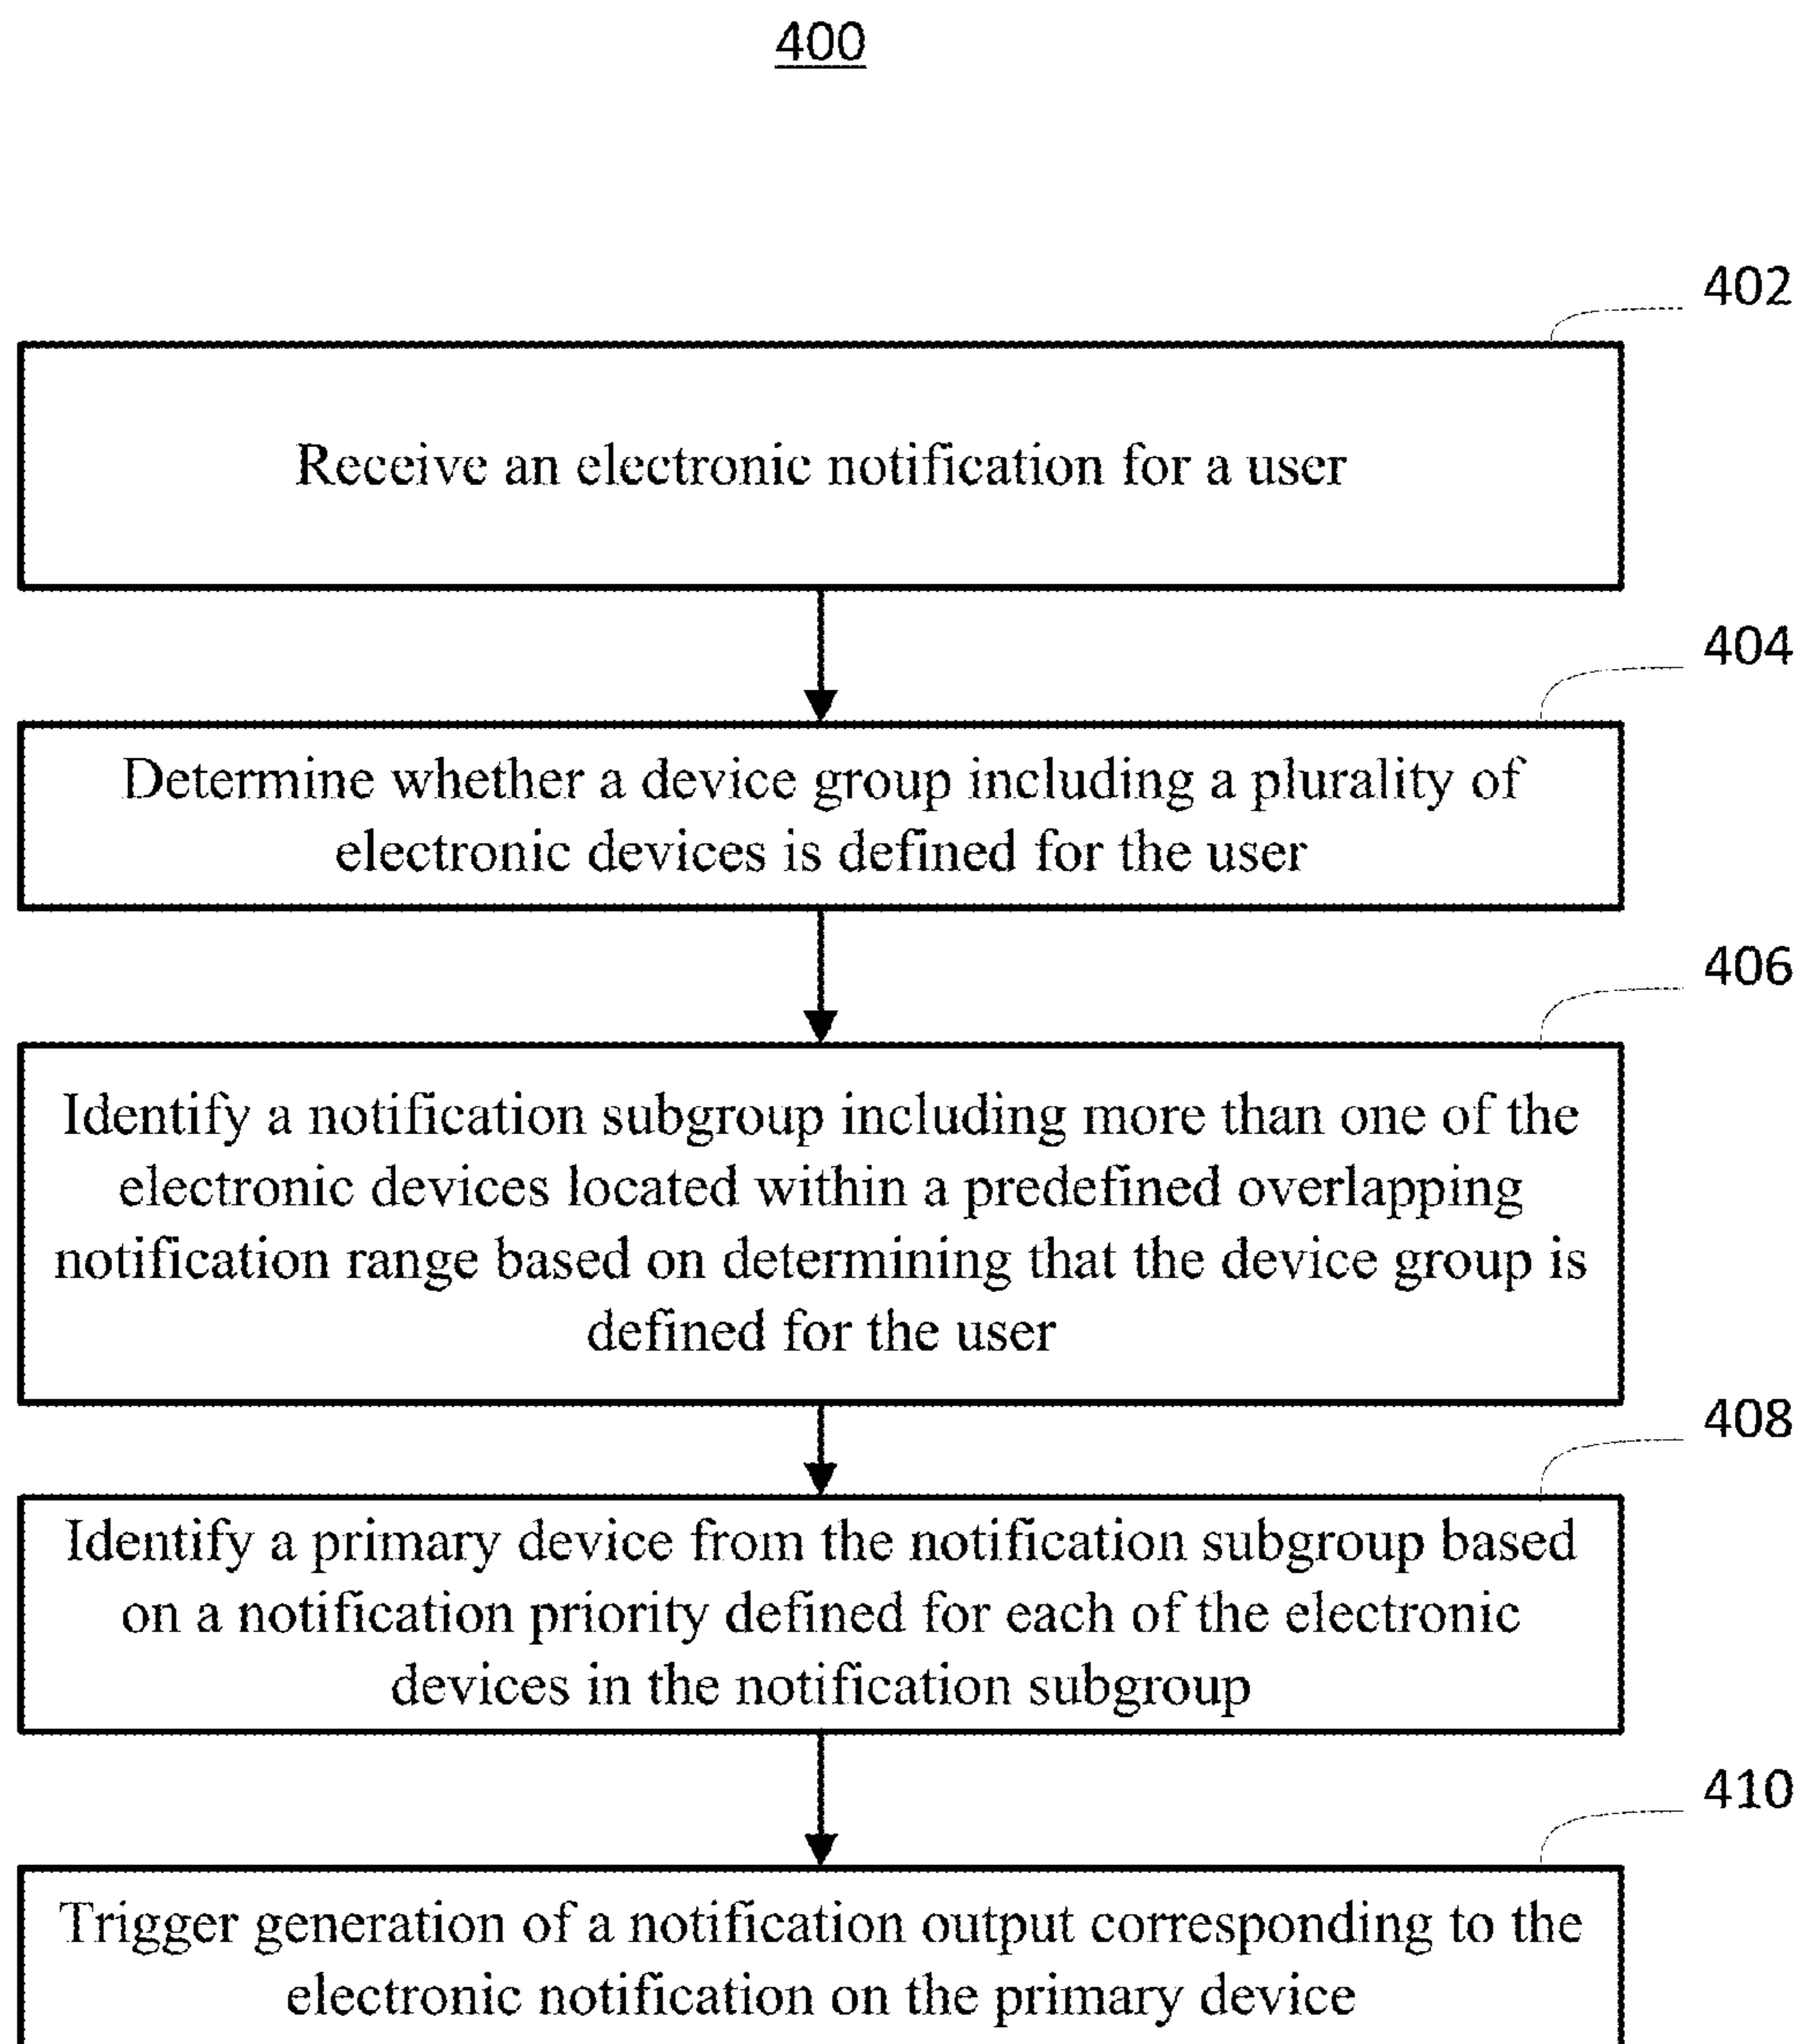 400
402
Receive an electronic notification for a user
404
Determine whether a device group including a plurality of
electronic devices is defined for the user
406
Identify a notification subgroup including more than one of the
electronic devices located within a predefined overlapping
notification range based on determining that the device group is
defined for the user
408
Identify a primary device from the notification subgroup based
on a notification priority defined for each of the electronic
devices in the notification subgroup
410
Trigger generation of a notification output corresponding to the
electronic notification on the primary device